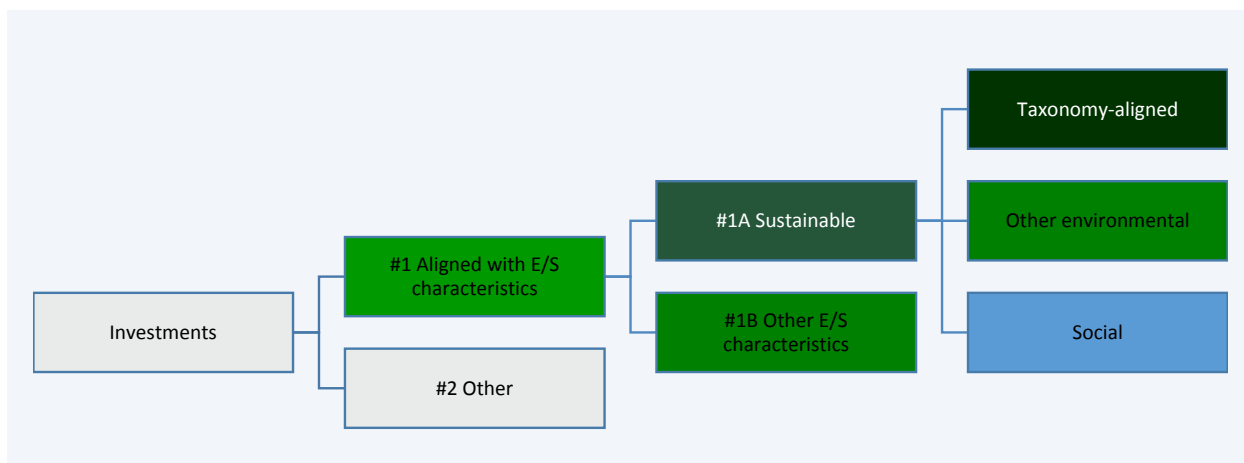 Investments
#1 Aligned with E/S
characteristics
#2 Other
#1A Sustainable
#1B Other E/S
characteristics
Taxonomy-aligned
Other environmental
Social